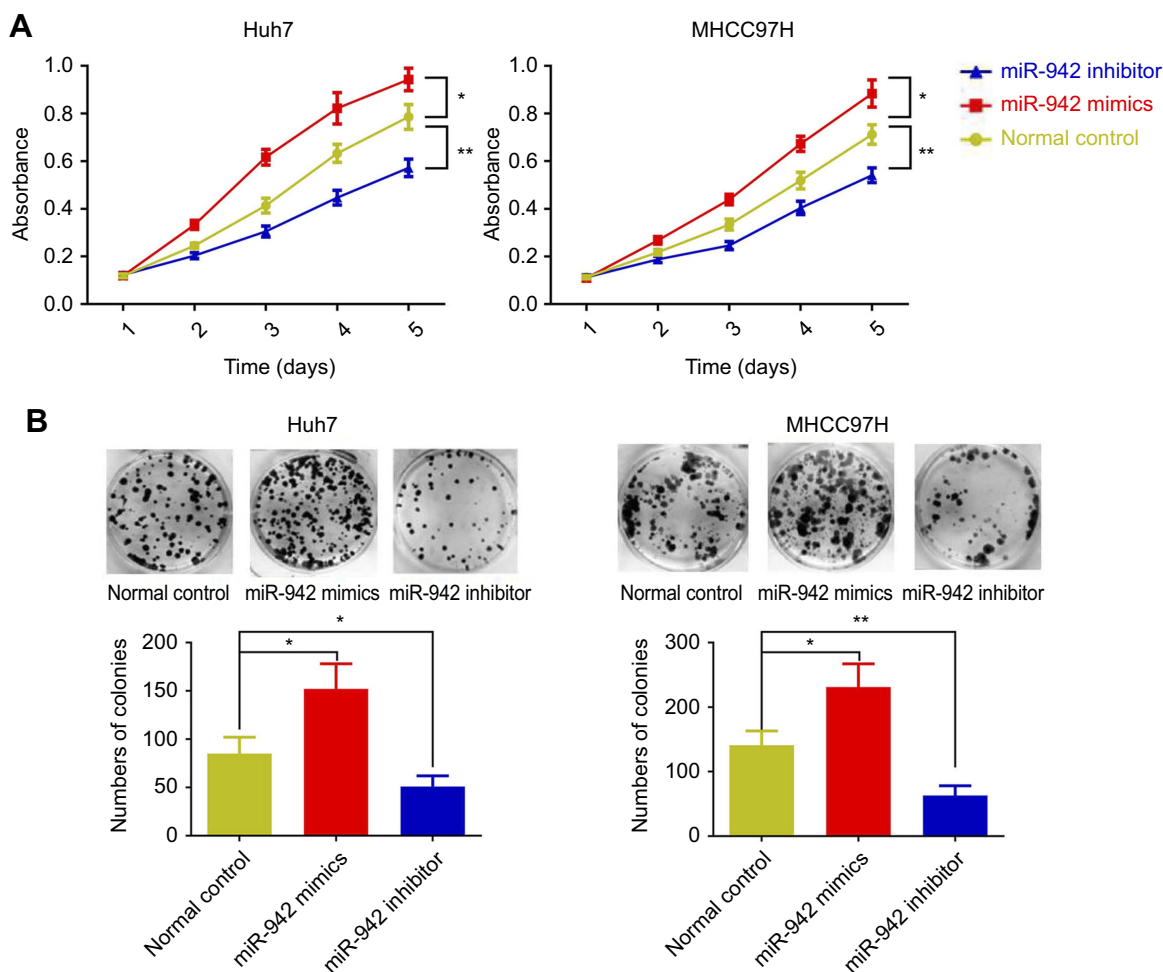 A
Huh7
MHCC97H
miR-942 inhibitor
miR-942 mimics
Normal control
Absorbance
1.0
0.8
0.6
0.4
0.2
0.0
*
**
1
2
3
4
5
Time (days)
Absorbance
1.0
0.8
0.6
0.4
0.2
0.0
*
**
1
2
3
4
5
Time (days)
B
Huh7
Normal control
miR-942 mimics
miR-942 inhibitor
Numbers of colonies
200
150
100
50
0
*
*
Normal control
miR-942 mimics
miR-942 inhibitor
MHCC97H
Normal control
miR-942 mimics
miR-942 inhibitor
Numbers of colonies
300
200
100
0
**
*
Normal control
miR-942 mimics
miR-942 inhibitor